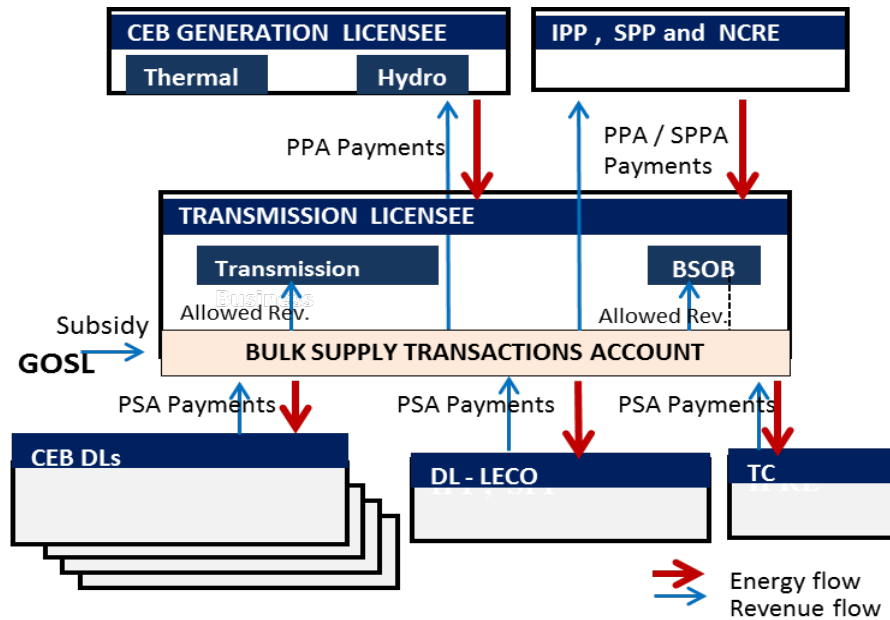 CEB GENERATION LICENSEE
Thermal
Hydro
IPP , SPP and NCRE
PPA Payments
PPA / SPPA
Payments
TRANSMISSION LICENSEE
Transmission
Business
BSOB
Allowed Rev.
Allowed Rev.
Subsidy
GOSL
BULK SUPPLY TRANSACTIONS ACCOUNT
PSA Payments
PSA Payments
PSA Payments
CEB DLs
DL - LECO
TC
Energy flow
Revenue flow